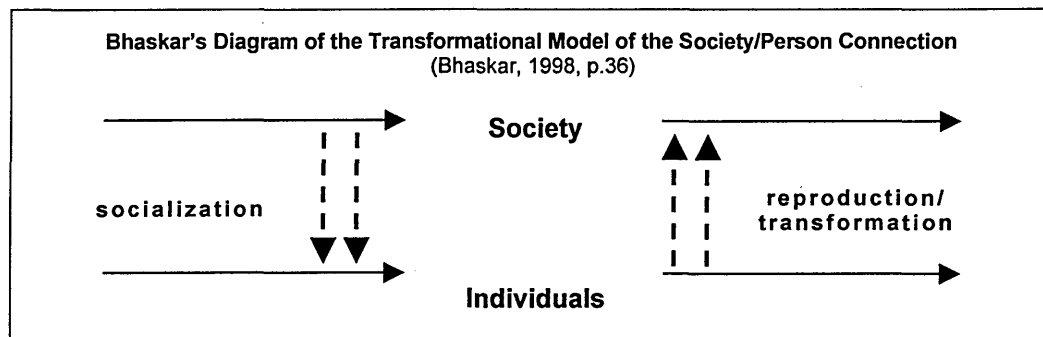 Bhaskar's Diagram of the Transformational Model of the Society/Person Connection
(Bhaskar, 1998, p.36)
Society
socialization
reproduction/
transformation
Individuals